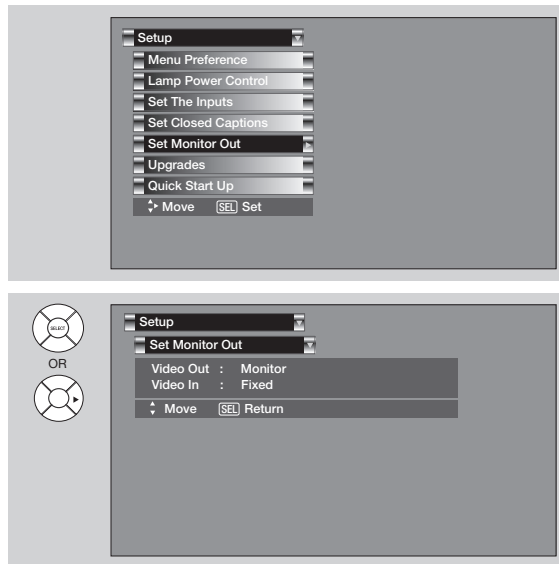 Setup
Menu Preference
Lamp Power Control
Set The Inputs
Set Closed Captions
Set Monitor Out
Upgrades
Quick Start Up
Move SEL Set
SELECT
OR
Setup
Set Monitor Out
Video Out : Monitor
Video In : Fixed
Move SEL Return